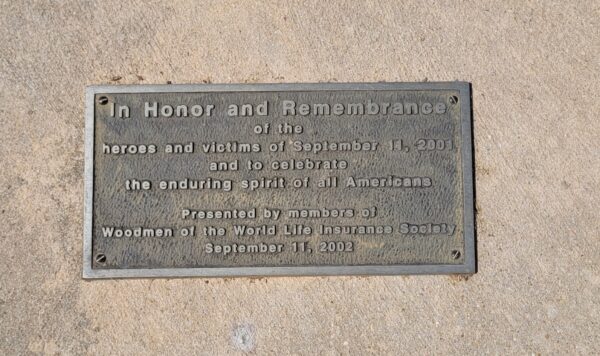 In Honor and Remembrance
of the
heroes and victims of September 11, 2001
and to celebrate
the enduring spirit of all Americans
Presented by members of
Woodmen of the World Life Insurance Society
September 11, 2002